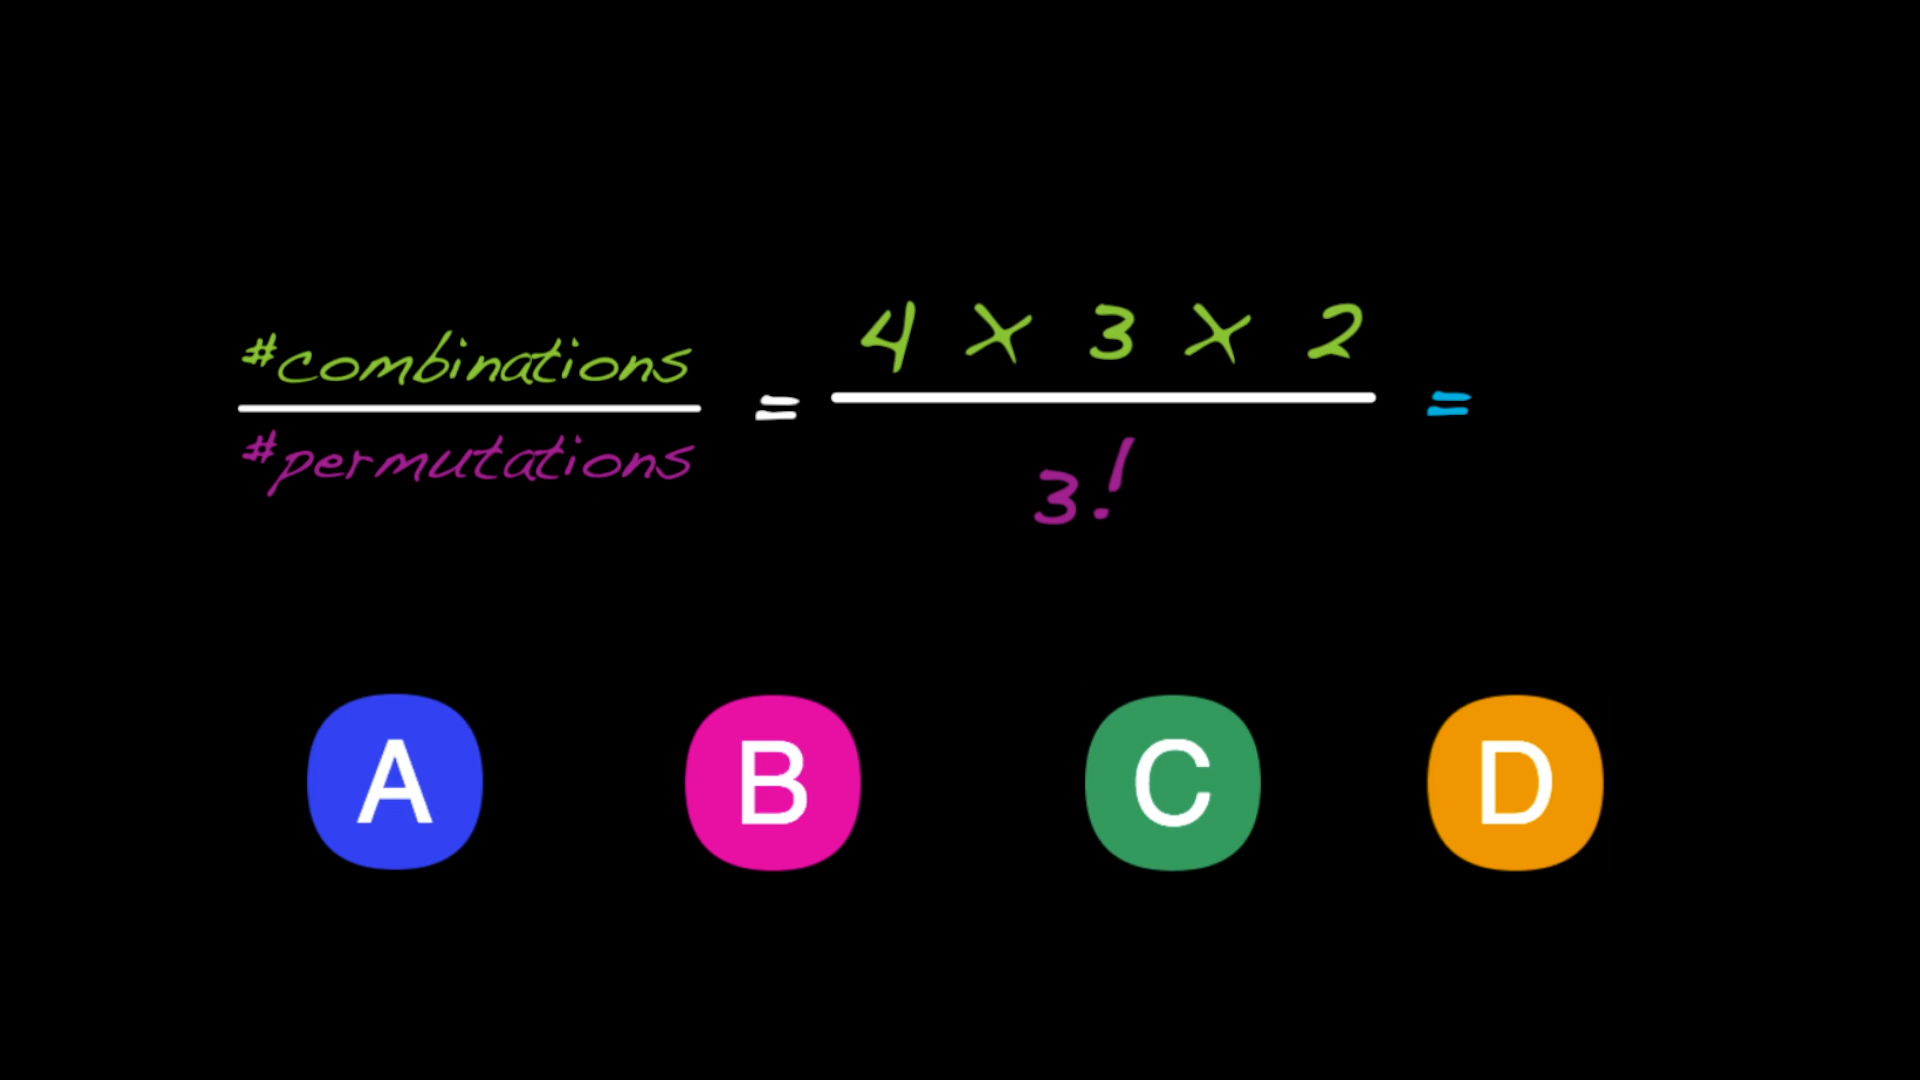 #combinations
#permutations
=
4 × 3 × 2
3!
=
A B C D